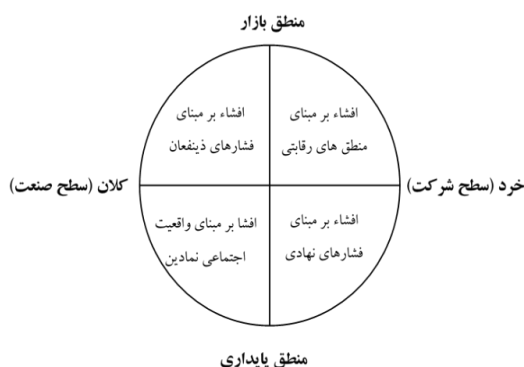 منطق بازار
افشاء بر مبنای
منطق های رقابتی
افشاء بر مبنای
فشارهای ذینفعان
خرد (سطح شرکت)
کلان (سطح صنعت)
افشاء بر مبنای
فشارهای نهادی
افشا بر مبنای واقعیت
اجتماعی نمادین
منطق پایداری